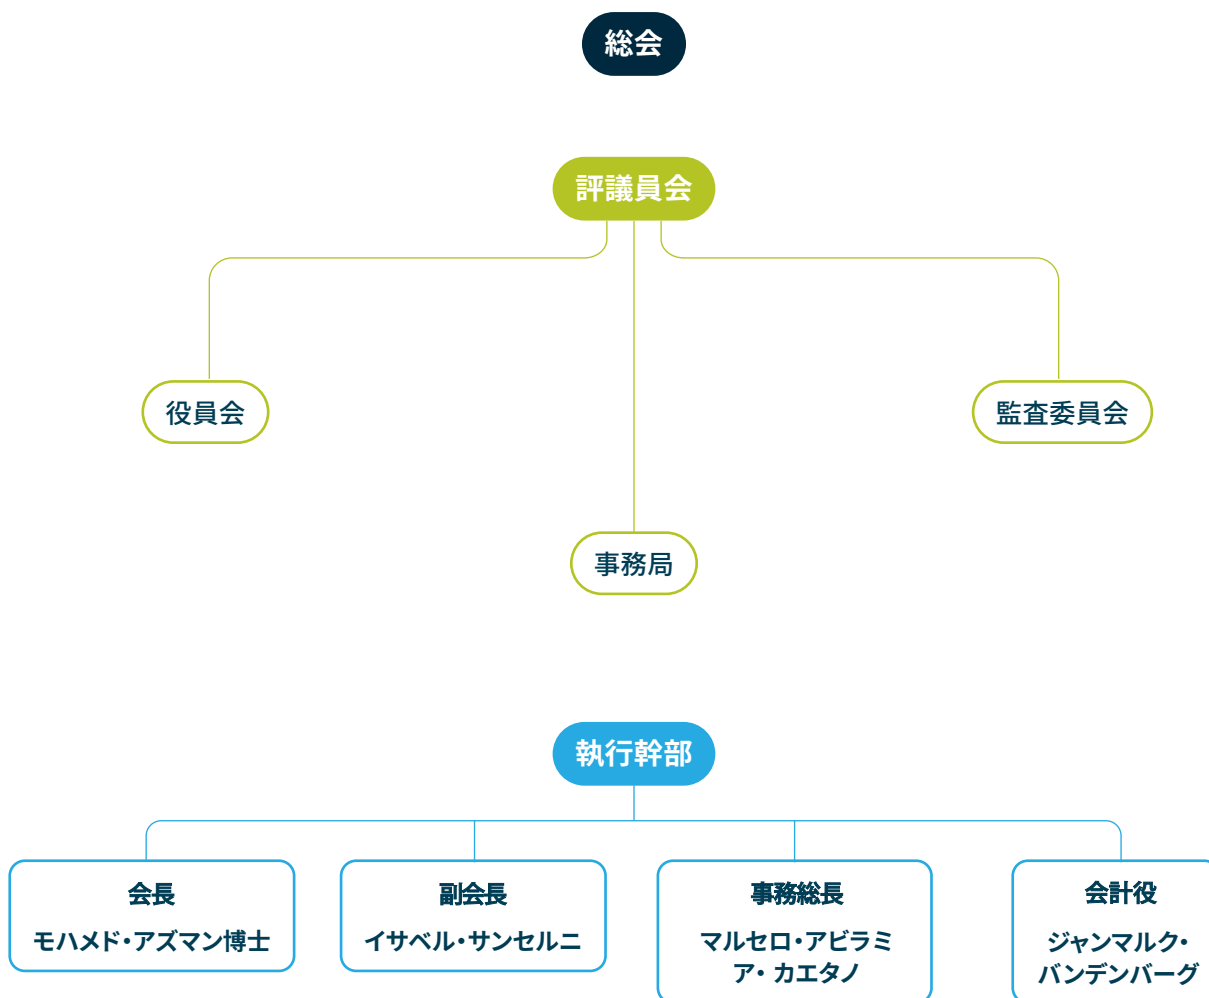 総会
評議員会
役員会
監査委員会
事務局
執行幹部
会長
モハメド・アズマン博士
副会長
イサベル・サンセルニ
事務総長
マルセロ・アビラミ
ア・ カエタノ
会計役
ジャンマルク・
バンデンバーグ